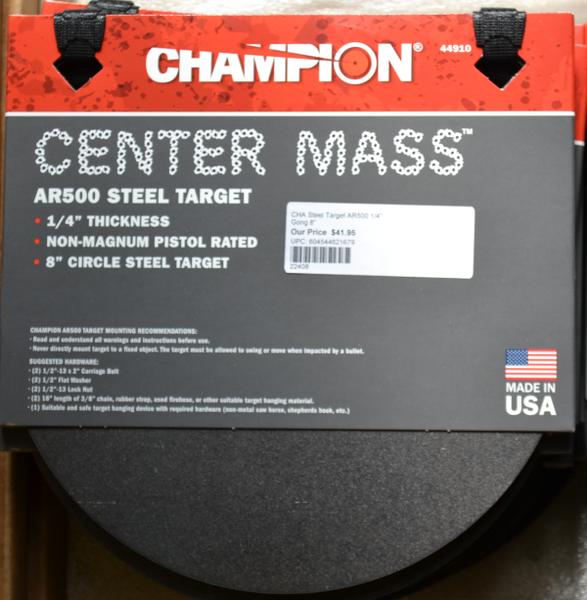 CHAMPION®
44910
CENTER MASS™
AR500 STEEL TARGET
• 1/4" THICKNESS
• NON-MAGNUM PISTOL RATED
• 8" CIRCLE STEEL TARGET
CHA Steel Target AR500 1/4"
Gong 8"
Our Price $41.95
UPC: 604544621679
22408
CHAMPION AR500 TARGET MOUNTING RECOMMENDATIONS:
• Read and understand all warnings and instructions before use.
• Never directly mount target to a fixed object. The target must be allowed to swing or move when impacted by a bullet.
SUGGESTED HARDWARE:
• (2) 1/2"-13 x 2" Carriage Bolt
• (2) 1/2" Flat Washer
• (2) 1/2"-13 Lock Nut
• (2) 18" length of 3/8" chain, rubber strap, used firehose, or other suitable target hanging material.
• (1) Suitable and safe target hanging device with required hardware (non-metal saw horse, shepherds hook, etc.)
MADE IN
USA